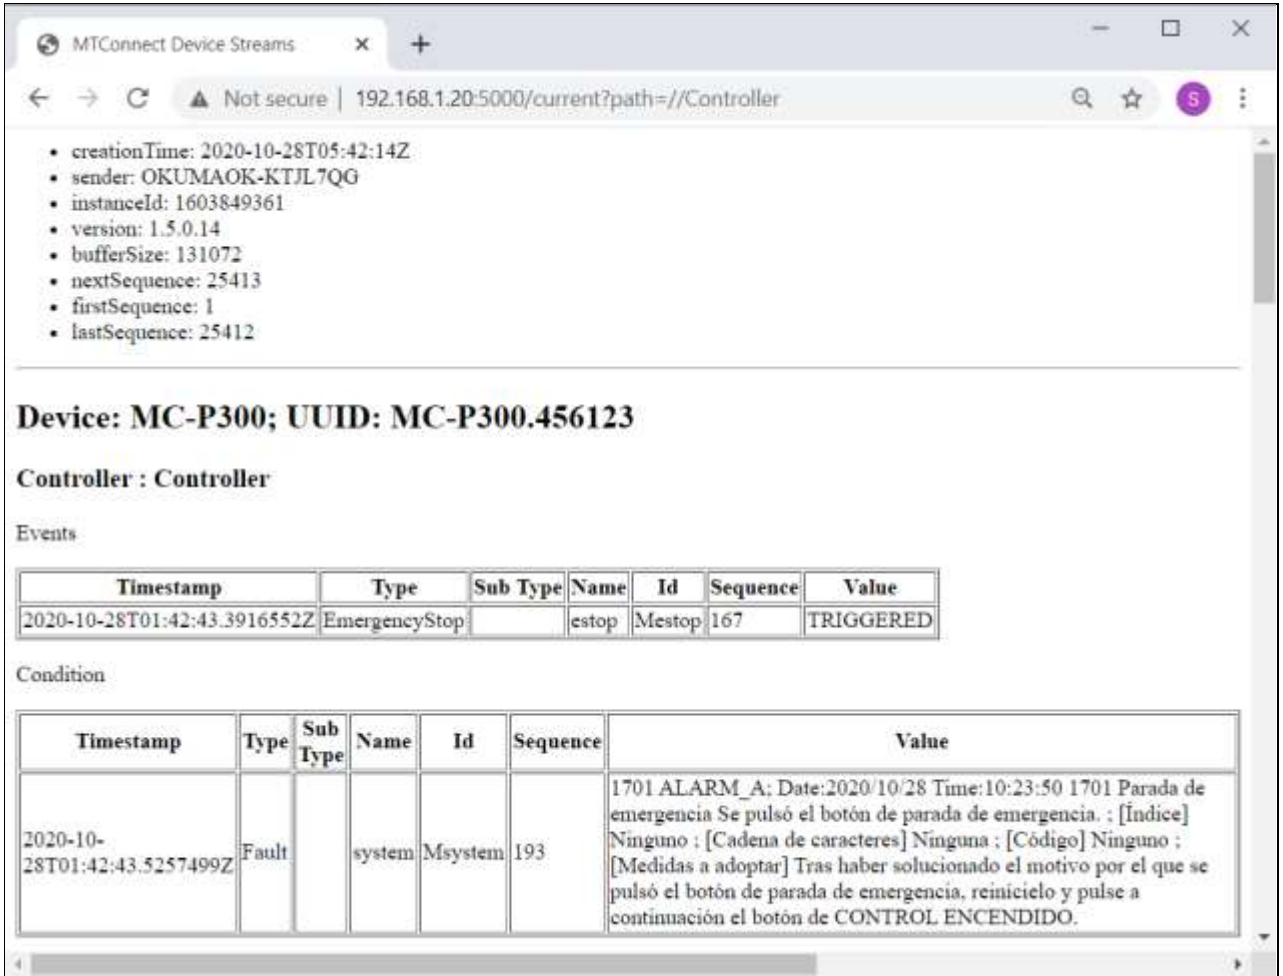 MTConnect Device Streams
Not secure | 192.168.1.20:5000/current?path=//Controller
S
• creationTime: 2020-10-28T05:42:14Z
• sender: OKUMAOK-KTJL7QG
• instanceId: 1603849361
• version: 1.5.0.14
• bufferSize: 131072
• nextSequence: 25413
• firstSequence: 1
• lastSequence: 25412
Device: MC-P300; UUID: MC-P300.456123
Controller : Controller
Events
Timestamp Type Sub Type Name Id Sequence Value
2020-10-28T01:42:43.3916552Z EmergencyStop estop Mestop 167 TRIGGERED
Condition
Timestamp Type Sub Type Name Id Sequence Value
2020-10-28T01:42:43.5257499Z Fault system Msystem 193
1701 ALARM_A; Date:2020/10/28 Time:10:23:50 1701 Parada de
emergencia Se pulsó el botón de parada de emergencia. ; [Índice]
Ninguno ; [Cadena de caracteres] Ninguna ; [Código] Ninguno ;
[Medidas a adoptar] Tras haber solucionado el motivo por el que se
pulsó el botón de parada de emergencia, reinícielo y pulse a
continuación el botón de CONTROL ENCENDIDO.